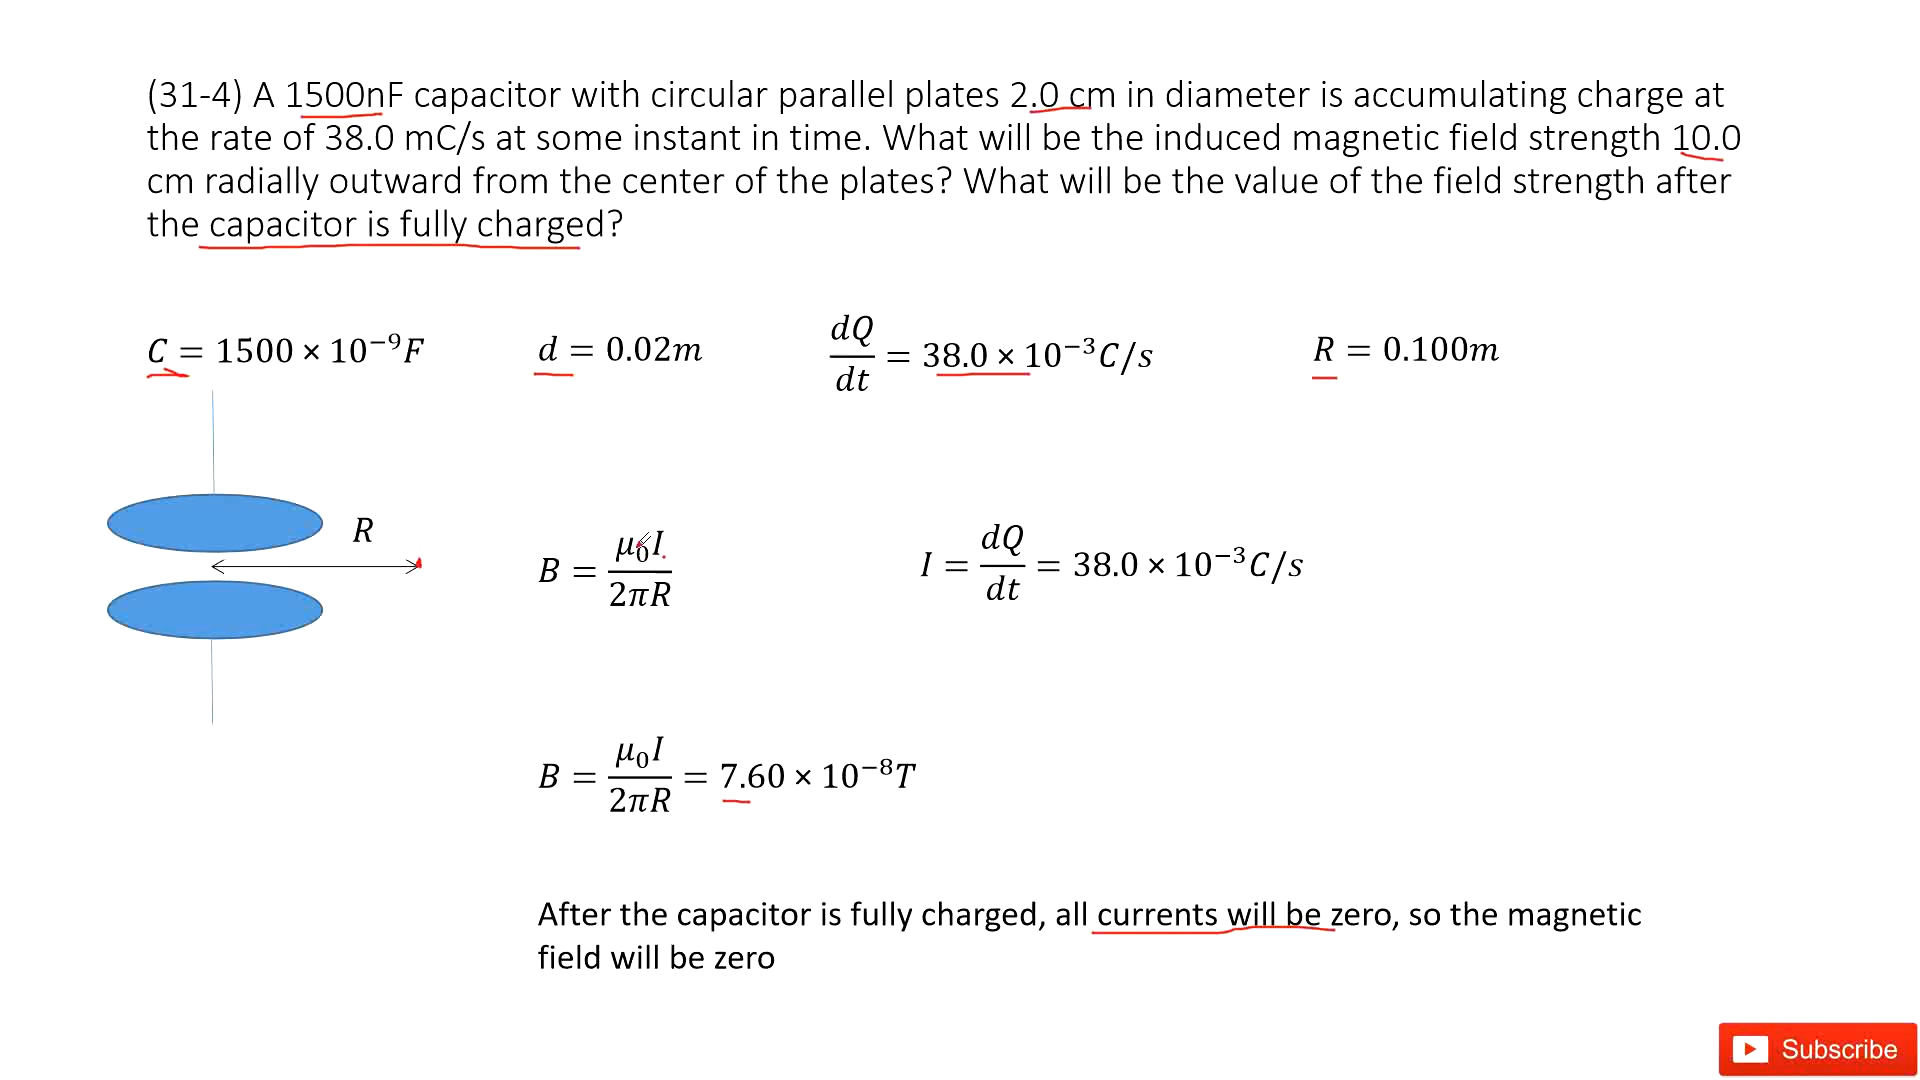 (31-4) A 1500nF capacitor with circular parallel plates 2.0 cm in diameter is accumulating charge at
the rate of 38.0 mC/s at some instant in time. What will be the induced magnetic field strength 10.0
cm radially outward from the center of the plates? What will be the value of the field strength after
the capacitor is fully charged?
C = 1500 × 10⁻⁹F
d = 0.02m
dQ/dt = 38.0 × 10⁻³C/s
R = 0.100m
R
B = μ₀I/2πR
I = dQ/dt = 38.0 × 10⁻³C/s
B = μ₀I/2πR = 7.60 × 10⁻⁸T
After the capacitor is fully charged, all currents will be zero, so the magnetic
field will be zero
Subscribe